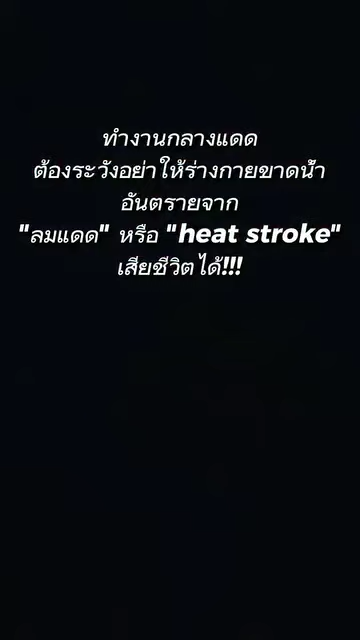 ทำงานกลางแดด
ต้องระวังอย่าให้ร่างกายขาดน้ำ
อันตรายจาก
"ลมแดด" หรือ "heat stroke"
เสียชีวิตได้!!!